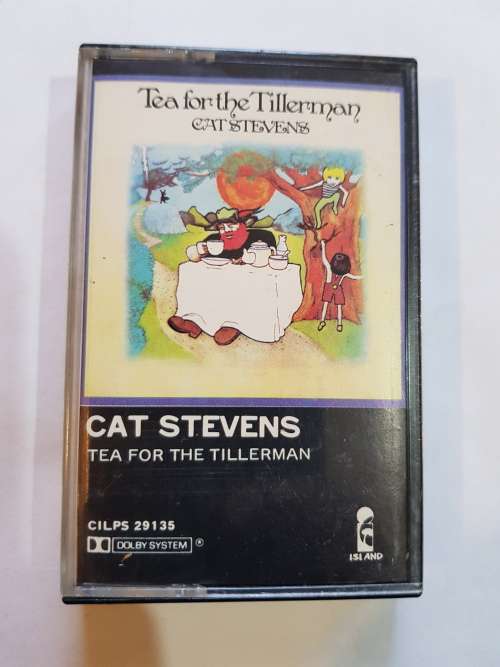 Tea for the Tillerman
CAT STEVENS
CAT STEVENS
TEA FOR THE TILLERMAN
CILPS 29135
DOLBY SYSTEM ®
ISLAND